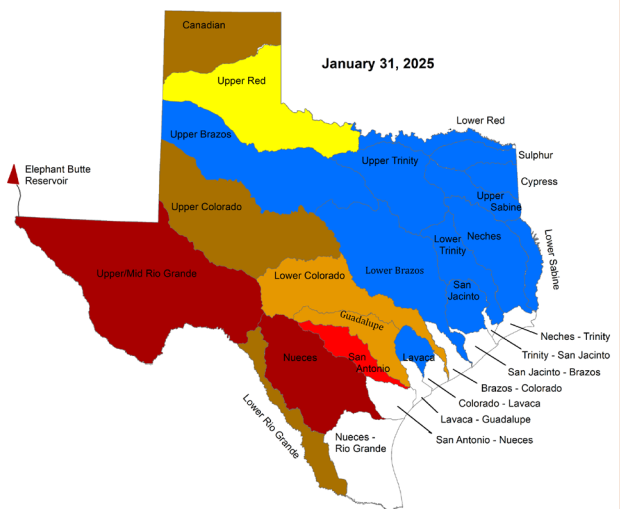 Canadian
January 31, 2025
Upper Red
Lower Red
Upper Brazos
Upper Trinity
Sulphur
Elephant Butte
Reservoir
Cypress
Upper
Sabine
Upper Colorado
Lower
Trinity
Neches
Lower Sabine
Upper/Mid Rio Grande
Lower Colorado
Lower Brazos
San
Jacinto
Guadalupe
Neches - Trinity
Nueces
San
Antonio
Lavaca
Trinity - San Jacinto
San Jacinto - Brazos
Brazos - Colorado
Colorado - Lavaca
Lavaca - Guadalupe
Lower Rio Grande
Nueces -
Rio Grande
San Antonio - Nueces